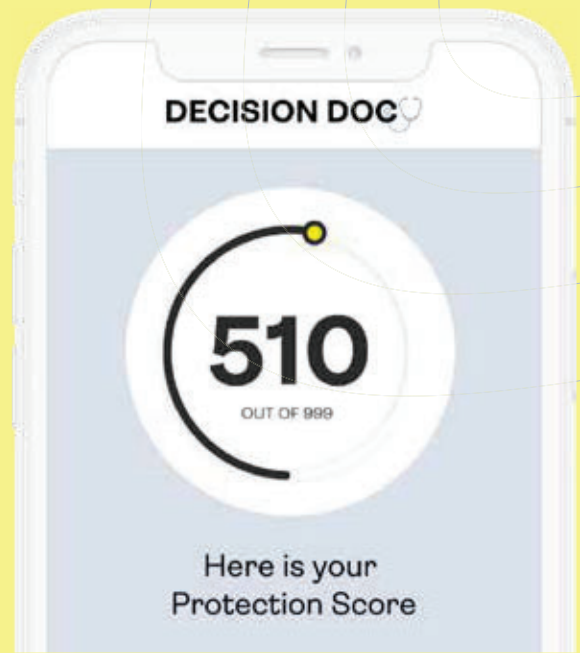 DECISION DOC
510
OUT OF 999
Here is your
Protection Score